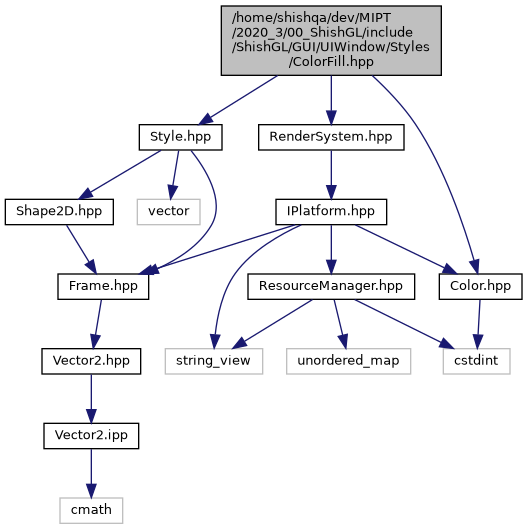 /home/shishqa/dev/MIPT
/2020_3/00_ShishGL/include
/ShishGL/GUI/UIWindow/Styles
/ColorFill.hpp
Style.hpp
RenderSystem.hpp
Shape2D.hpp
vector
IPlatform.hpp
Frame.hpp
ResourceManager.hpp
Color.hpp
Vector2.hpp
string_view
unordered_map
cstdint
Vector2.ipp
cmath